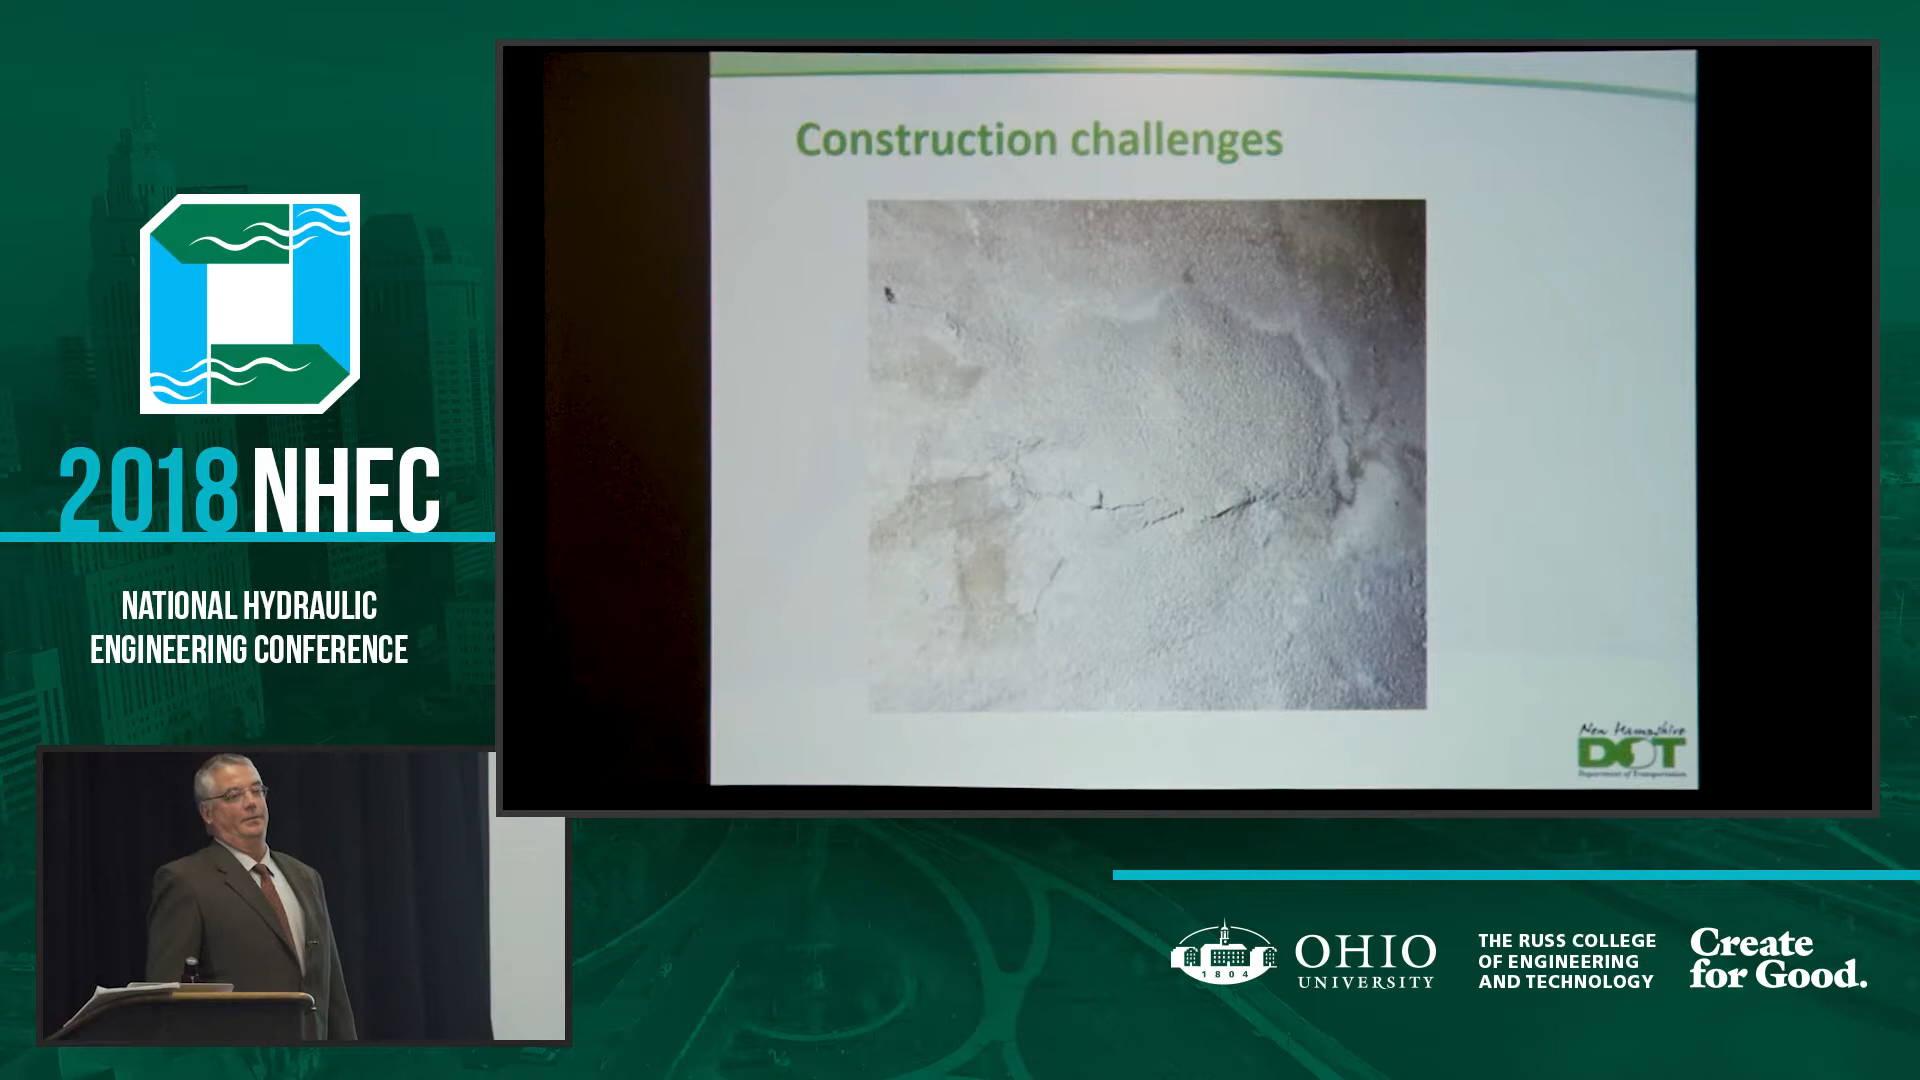 2018 NHEC
NATIONAL HYDRAULIC
ENGINEERING CONFERENCE
Construction challenges
New Hampshire
DOT
Department of Transportation
1804
OHIO
UNIVERSITY
THE RUSS COLLEGE
OF ENGINEERING
AND TECHNOLOGY
Create
for Good.